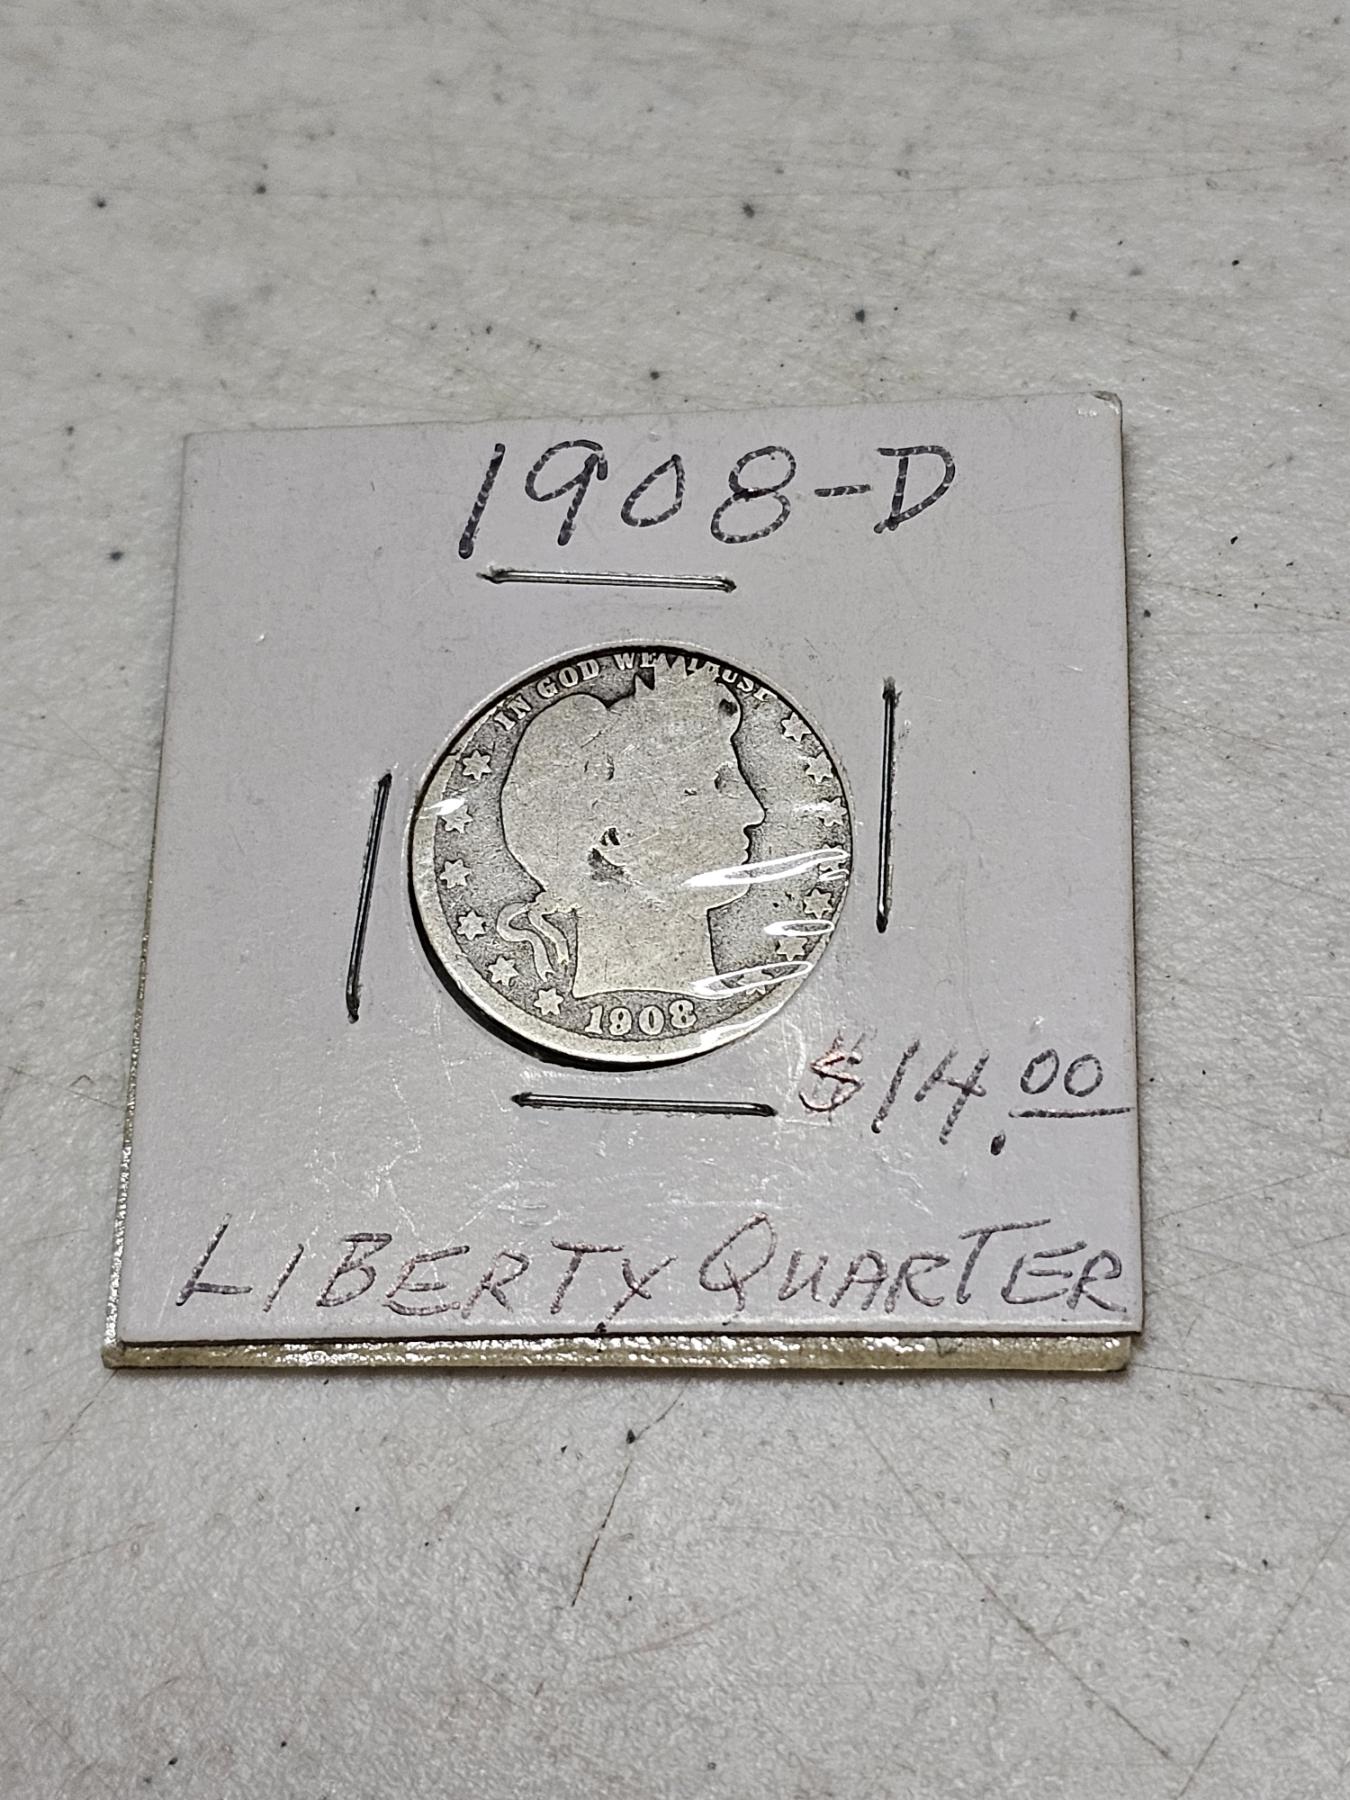 1908-D
IN GOD WE TRUST
1908
$14.00
LIBERTY QUARTER